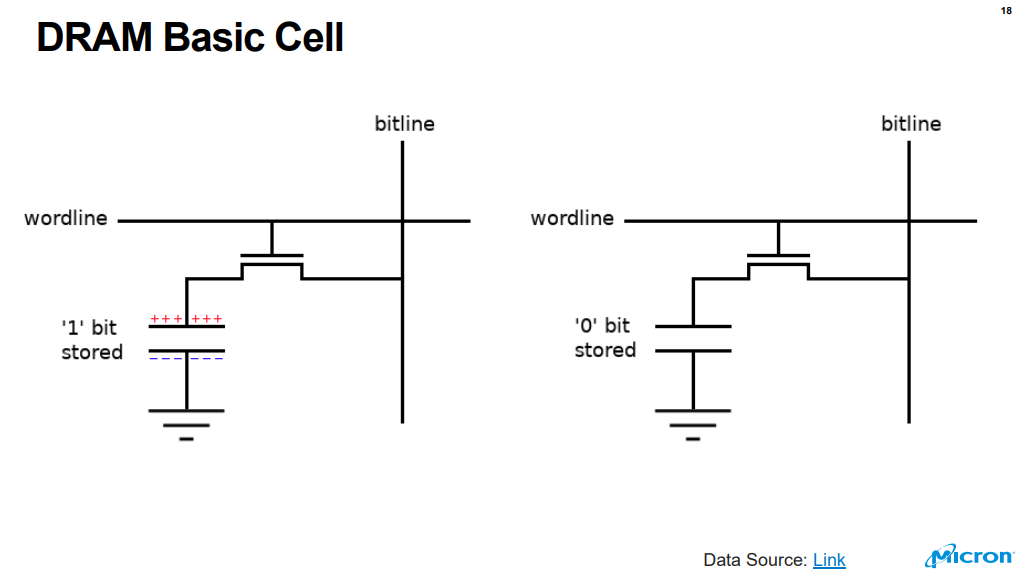 18
DRAM Basic Cell
bitline
bitline
wordline
wordline
+++ +++
'1' bit
stored
--- ---
'0' bit
stored
Data Source: Link
Micron